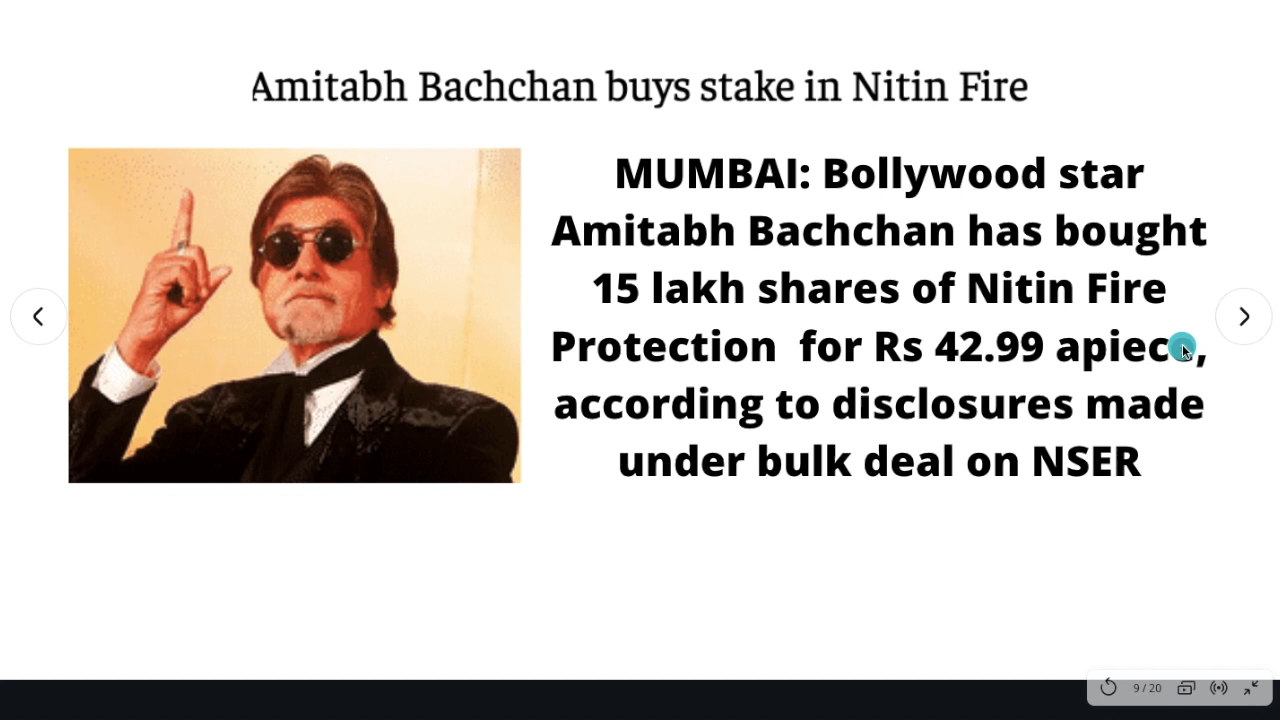 Amitabh Bachchan buys stake in Nitin Fire
MUMBAI: Bollywood star
Amitabh Bachchan has bought
15 lakh shares of Nitin Fire
Protection for Rs 42.99 apiece,
according to disclosures made
under bulk deal on NSER
9 / 20